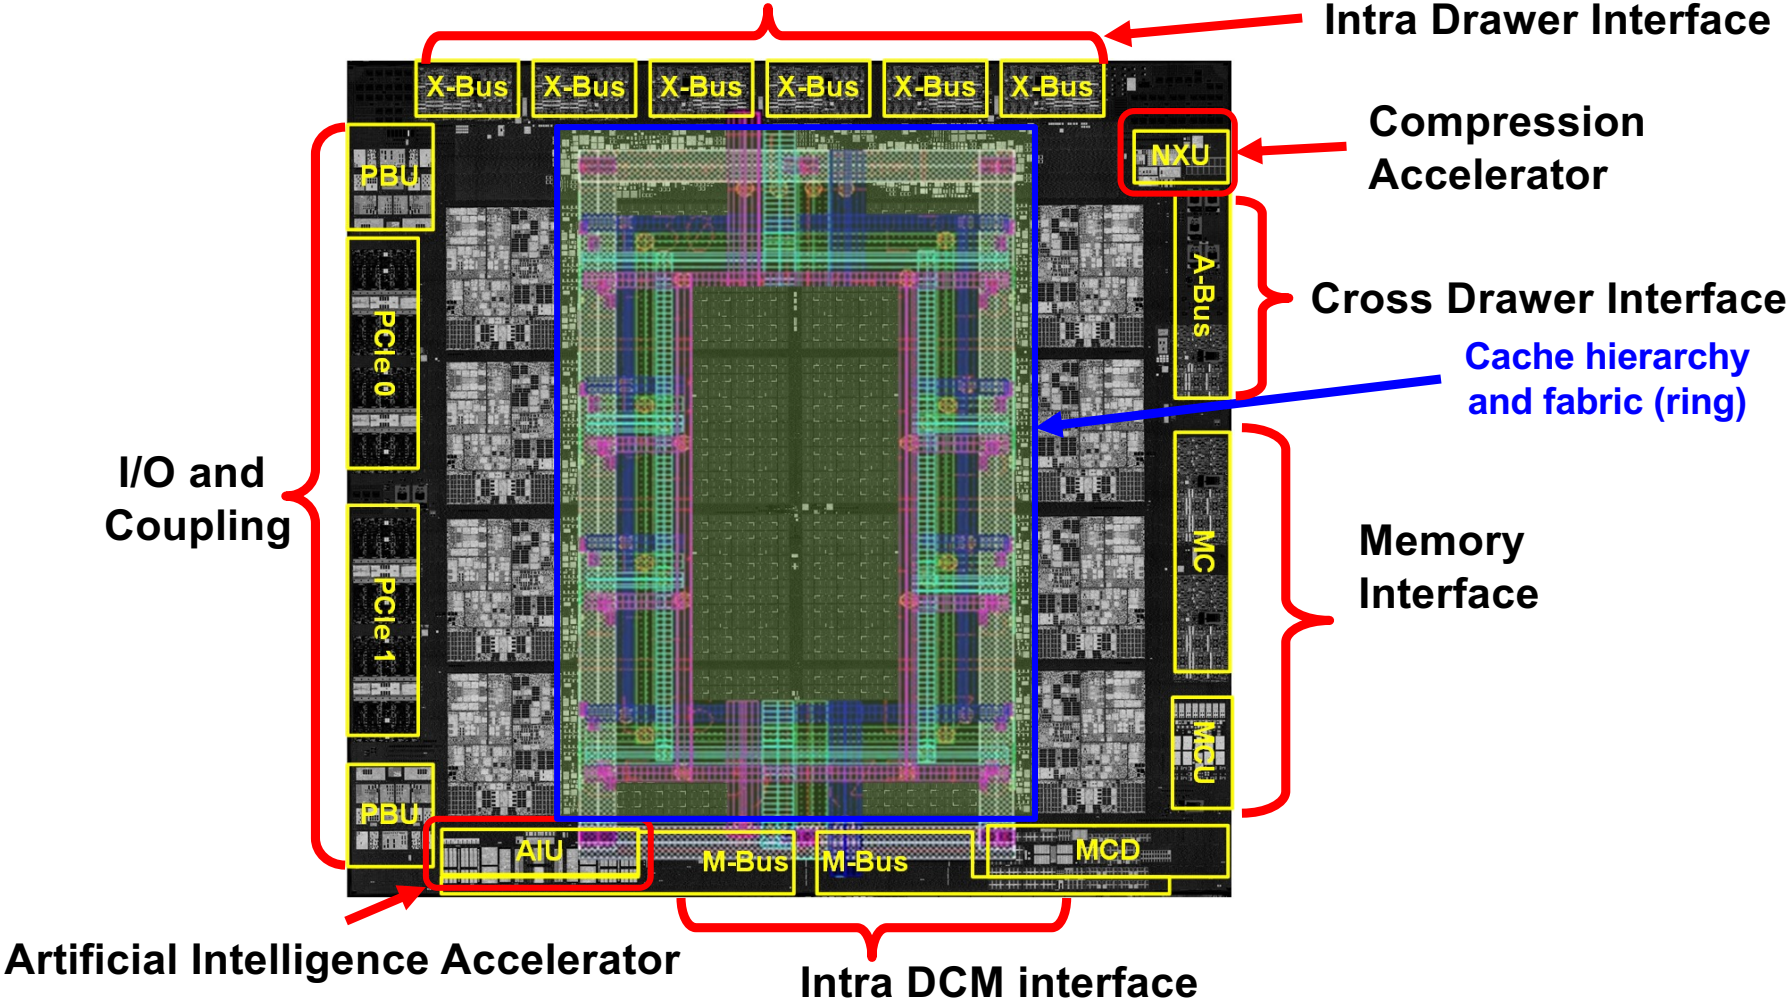 Intra Drawer Interface
X-Bus X-Bus X-Bus X-Bus X-Bus X-Bus
Compression
Accelerator
NXU
PBU
A-Bus
Cross Drawer Interface
Cache hierarchy
and fabric (ring)
PCIe 0
I/O and
Coupling
MC
Memory
Interface
PCIe 1
MCU
PBU
AIU
M-Bus M-Bus
MCD
Artificial Intelligence Accelerator
Intra DCM interface